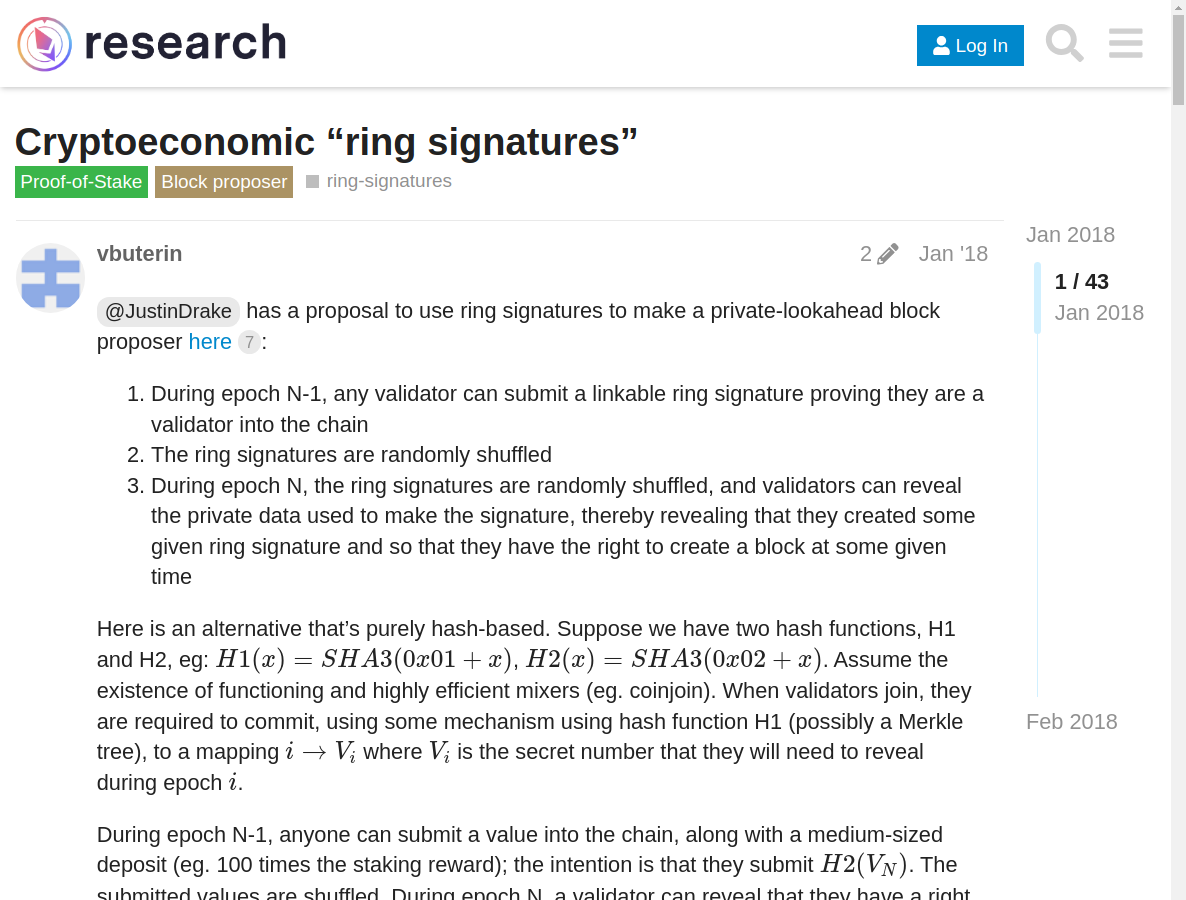 research
Log In
Cryptoeconomic “ring signatures”
Proof-of-Stake Block proposer ring-signatures
Jan 2018
vbuterin 2 Jan '18
1 / 43
Jan 2018
@JustinDrake has a proposal to use ring signatures to make a private-lookahead block
proposer here 7 :
1. During epoch N-1, any validator can submit a linkable ring signature proving they are a
validator into the chain
2. The ring signatures are randomly shuffled
3. During epoch N, the ring signatures are randomly shuffled, and validators can reveal
the private data used to make the signature, thereby revealing that they created some
given ring signature and so that they have the right to create a block at some given
time
Here is an alternative that’s purely hash-based. Suppose we have two hash functions, H1
and H2, eg: H1(x) = SHA3(0x01 + x), H2(x) = SHA3(0x02 + x). Assume the
existence of functioning and highly efficient mixers (eg. coinjoin). When validators join, they
are required to commit, using some mechanism using hash function H1 (possibly a Merkle
tree), to a mapping i → V_i where V_i is the secret number that they will need to reveal
during epoch i.
Feb 2018
During epoch N-1, anyone can submit a value into the chain, along with a medium-sized
deposit (eg. 100 times the staking reward); the intention is that they submit H2(V_N). The
submitted values are shuffled. During epoch N, a validator can reveal that they have a right